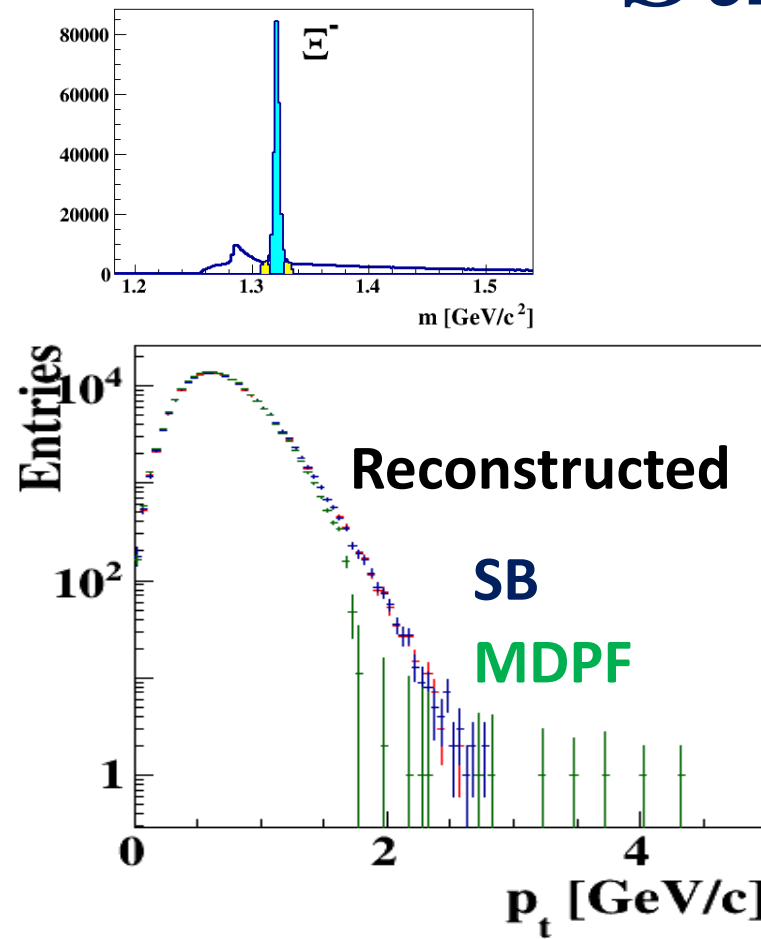 80000
60000
40000
20000
0
Ξ⁻
1.2 1.3 1.4 1.5
m [GeV/c²]
Entries
10⁴
10²
1
Reconstructed
SB
MDPF
0 2 4
pₜ [GeV/c]